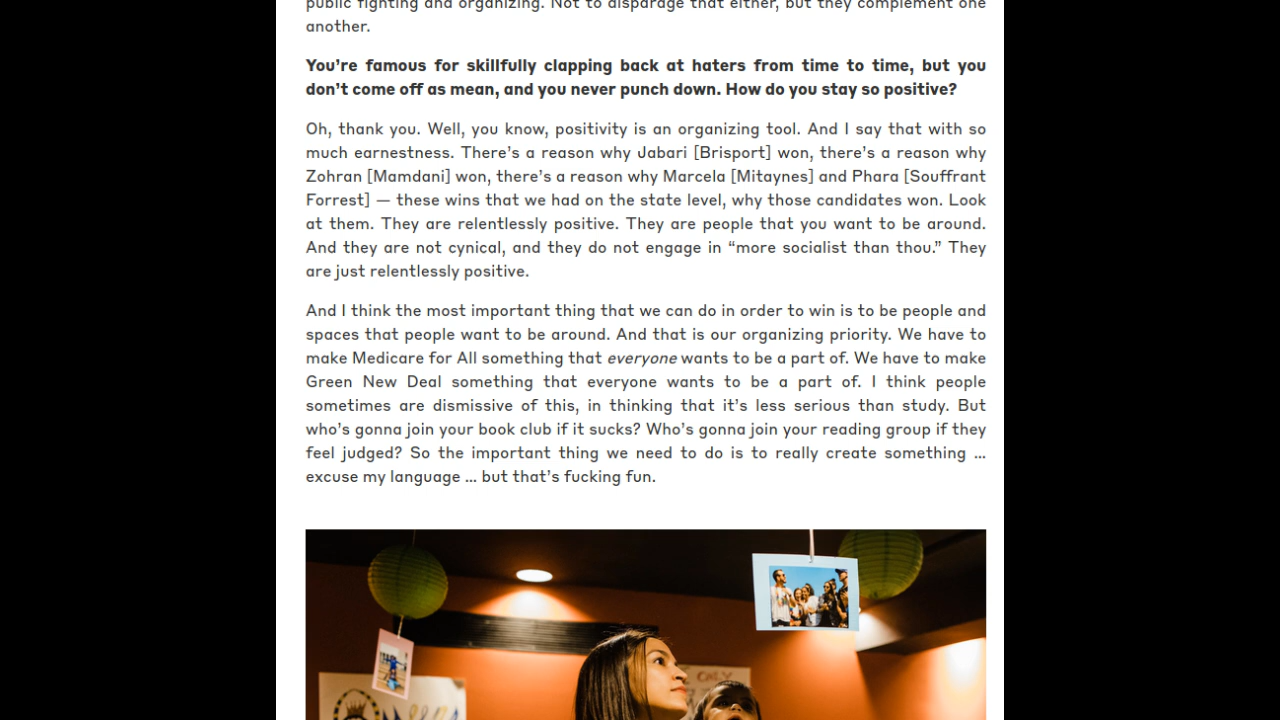 public fighting and organizing. Not to disparage that either, but they complement one
another.
You’re famous for skillfully clapping back at haters from time to time, but you
don’t come off as mean, and you never punch down. How do you stay so positive?
Oh, thank you. Well, you know, positivity is an organizing tool. And I say that with so
much earnestness. There’s a reason why Jabari [Brisport] won, there’s a reason why
Zohran [Mamdani] won, there’s a reason why Marcela [Mitaynes] and Phara [Souffrant
Forrest] — these wins that we had on the state level, why those candidates won. Look
at them. They are relentlessly positive. They are people that you want to be around.
And they are not cynical, and they do not engage in “more socialist than thou.” They
are just relentlessly positive.
And I think the most important thing that we can do in order to win is to be people and
spaces that people want to be around. And that is our organizing priority. We have to
make Medicare for All something that everyone wants to be a part of. We have to make
Green New Deal something that everyone wants to be a part of. I think people
sometimes are dismissive of this, in thinking that it’s less serious than study. But
who’s gonna join your book club if it sucks? Who’s gonna join your reading group if they
feel judged? So the important thing we need to do is to really create something ...
excuse my language ... but that’s fucking fun.
ONLY